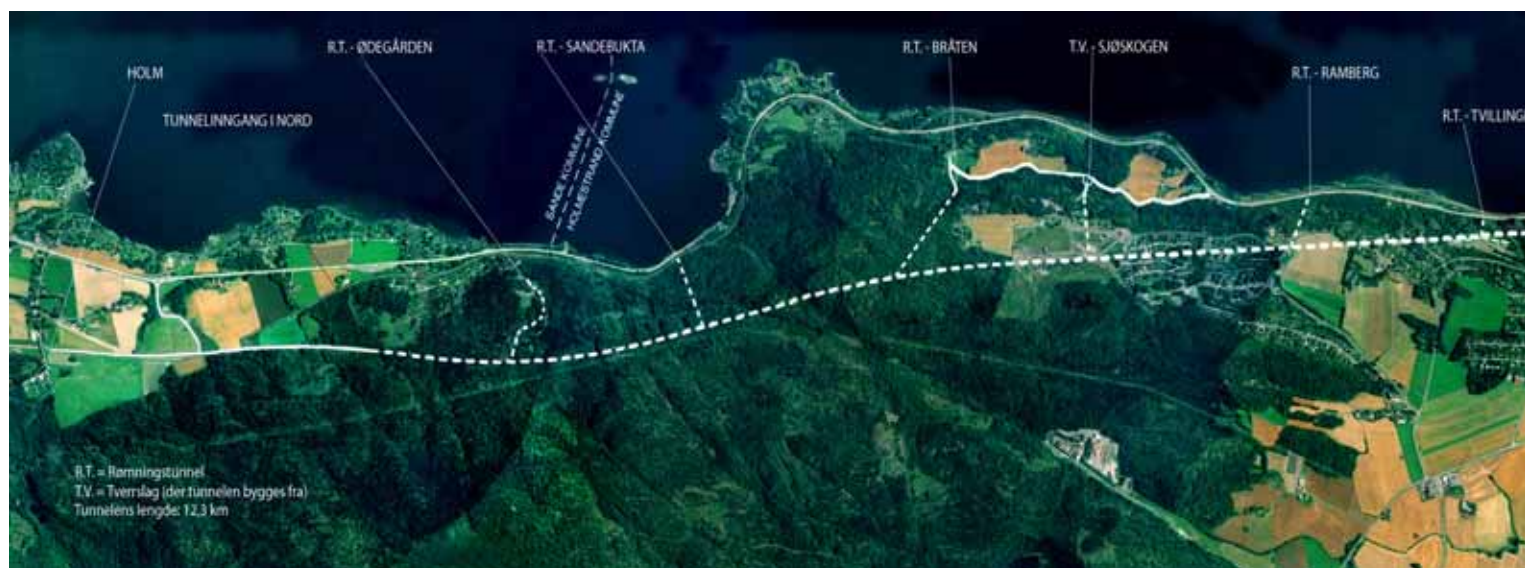 HOLM
TUNNELINNGANG I NORD
R.T. - ØDEGÅRDEN
R.T. - SANDEBUKTA
SANDE KOMMUNE
HOLMESTRAND KOMMUNE
R.T. - BRÅTEN
T.V. - SJØSKOGEN
R.T. - RAMBERG
R.T. - TVILLING
R.T. = Rømningstunnel
T.V. = Tverrslag (der tunnelen bygges fra)
Tunnelens lengde: 12,3 km